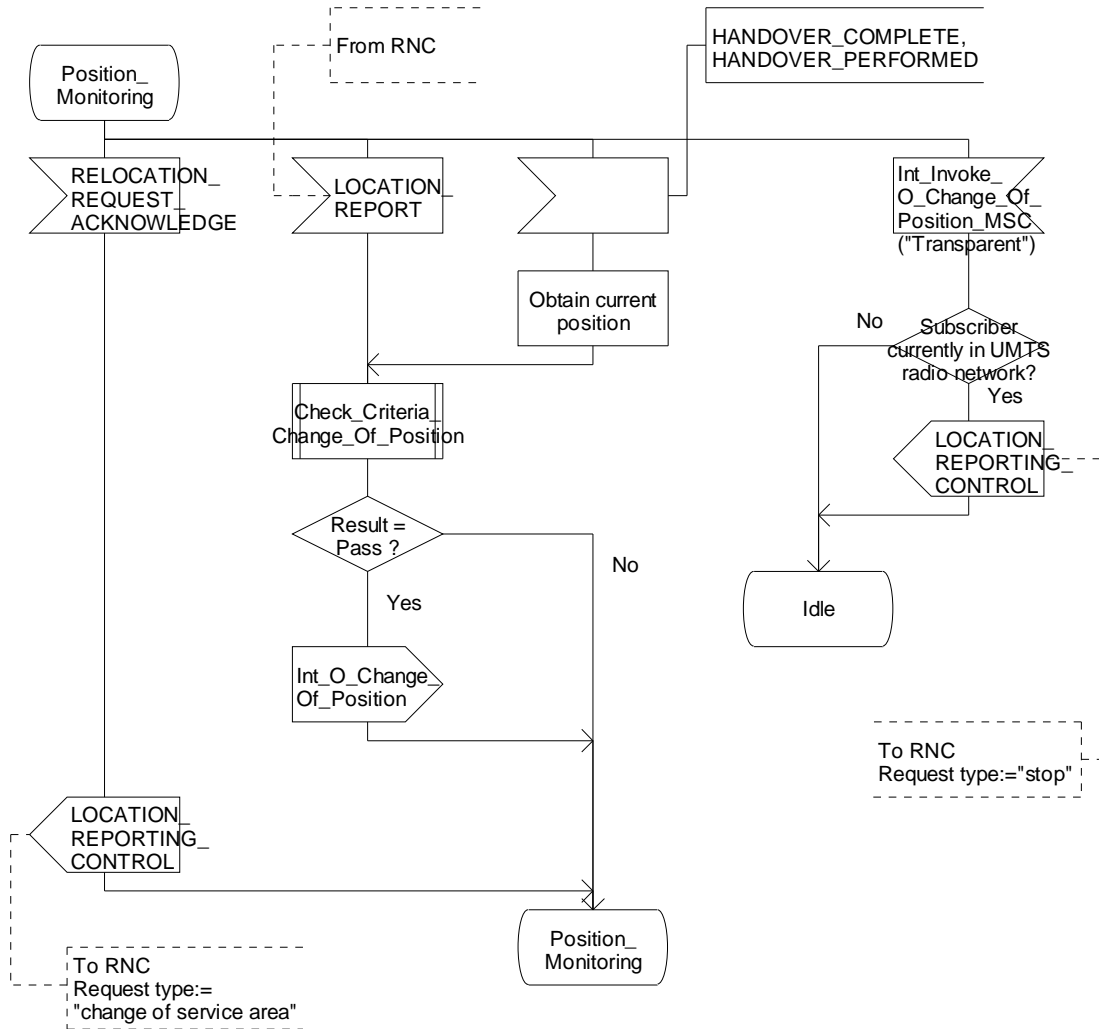 From RNC
HANDOVER_COMPLETE,
HANDOVER_PERFORMED
Position_
Monitoring
RELOCATION_
REQUEST_
ACKNOWLEDGE
LOCATION_
REPORT
Int_Invoke_
O_Change_Of_
Position_MSC
("Transparent")
Obtain current
position
No
Subscriber
currently in UMTS
radio network?
Yes
Check_Criteria_
Change_Of_Position
LOCATION_
REPORTING_
CONTROL
Result =
Pass ?
No
Yes
Idle
Int_O_Change_
Of_Position
To RNC
Request type:="stop"
LOCATION_
REPORTING_
CONTROL
Position_
Monitoring
To RNC
Request type:=
"change of service area"